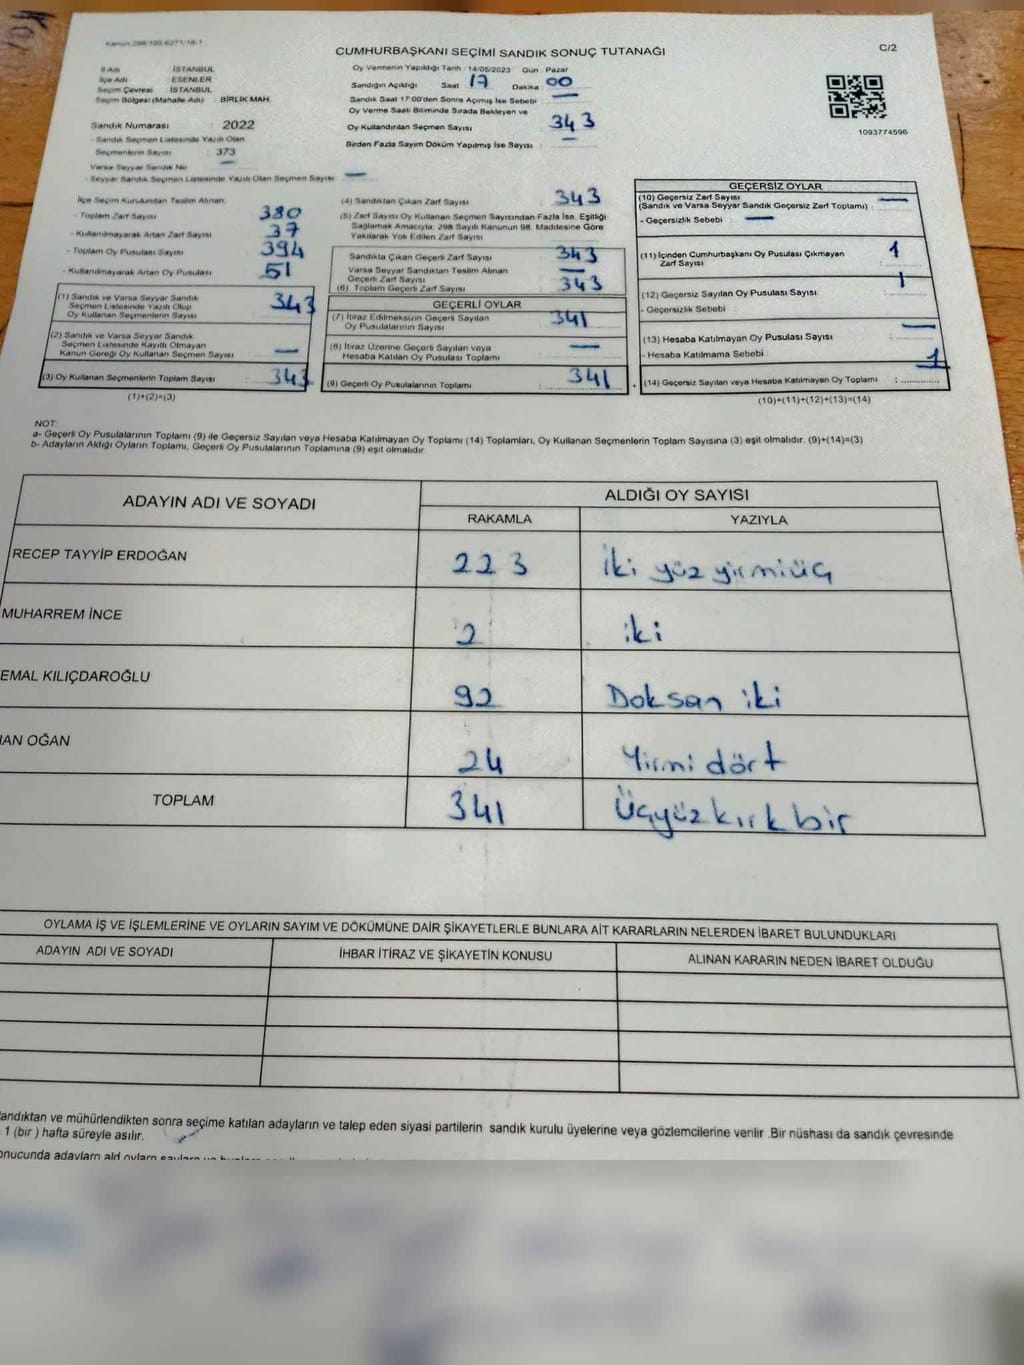 Kanun:298/105-6271/18-1
CUMHURBAŞKANI SEÇİMİ SANDIK SONUÇ TUTANAĞI
C/2
İl Adı : İSTANBUL
İlçe Adı : ESENLER
Seçim Çevresi : İSTANBUL
Seçim Bölgesi (Mahalle Adı) : BİRLİK MAH.
Sandık Numarası : 2022
- Sandık Seçmen Listesinde Yazılı Olan
Seçmenlerin Sayısı : 373
Varsa Seyyar Sandık No : —
- Seyyar Sandık Seçmen Listesinde Yazılı Olan Seçmen Sayısı : —
Oy Vermenin Yapıldığı Tarih : 14/05/2023 Gün : Pazar
Sandığın Açıldığı Saat 17 Dakika 00
Sandık Saat 17:00'den Sonra Açılmış İse Sebebi : —
Oy Verme Saati Bitiminde Sırada Bekleyen ve
Oy Kullandırılan Seçmen Sayısı : 343
Birden Fazla Sayım Döküm Yapılmış İse Sayısı :
1093774596
İlçe Seçim Kurulundan Teslim Alınan:
- Toplam Zarf Sayısı 380
- Kullanılmayarak Artan Zarf Sayısı 37
- Toplam Oy Pusulası Sayısı 394
- Kullanılmayarak Artan Oy Pusulası 51
(1) Sandık ve Varsa Seyyar Sandık
Seçmen Listesinde Yazılı Olup
Oy Kullanan Seçmenlerin Sayısı 343
(2) Sandık ve Varsa Seyyar Sandık
Seçmen Listesinde Kayıtlı Olmayan
Kanun Gereği Oy Kullanan Seçmen Sayısı —
(3) Oy Kullanan Seçmenlerin Toplam Sayısı : 343
(1)+(2)=(3)
(4) Sandıktan Çıkan Zarf Sayısı 343
(5) Zarf Sayısı Oy Kullanan Seçmen Sayısından Fazla İse, Eşitliği
Sağlamak Amacıyla; 298 Sayılı Kanunun 98. Maddesine Göre
Yakılarak Yok Edilen Zarf Sayısı
Sandıkta Çıkan Geçerli Zarf Sayısı 343
Varsa Seyyar Sandıktan Teslim Alınan
Geçerli Zarf Sayısı —
(6) Toplam Geçerli Zarf Sayısı 343
GEÇERLİ OYLAR
(7) İtiraz Edilmeksizin Geçerli Sayılan
Oy Pusulalarının Sayısı 341
(8) İtiraz Üzerine Geçerli Sayılan veya
Hesaba Katılan Oy Pusulası Toplamı —
(9) Geçerli Oy Pusulalarının Toplamı : 341
GEÇERSİZ OYLAR
(10) Geçersiz Zarf Sayısı
(Sandık ve Varsa Seyyar Sandık Geçersiz Zarf Toplamı) : —
- Geçersizlik Sebebi : —
(11) İçinden Cumhurbaşkanı Oy Pusulası Çıkmayan
Zarf Sayısı 1
(12) Geçersiz Sayılan Oy Pusulası Sayısı 1
- Geçersizlik Sebebi :
(13) Hesaba Katılmayan Oy Pusulası Sayısı —
- Hesaba Katılmama Sebebi :
(14) Geçersiz Sayılan veya Hesaba Katılmayan Oy Toplamı :
(10)+(11)+(12)+(13)=(14)
NOT:
a- Geçerli Oy Pusulalarının Toplamı (9) ile Geçersiz Sayılan veya Hesaba Katılmayan Oy Toplamı (14) Toplamları, Oy Kullanan Seçmenlerin Toplam Sayısına (3) eşit olmalıdır. (9)+(14)=(3)
b- Adayların Aldığı Oyların Toplamı, Geçerli Oy Pusulalarının Toplamına (9) eşit olmalıdır
ADAYIN ADI VE SOYADI ALDIĞI OY SAYISI
RAKAMLA YAZIYLA
RECEP TAYYİP ERDOĞAN 223 İki yüz yirmiüç
MUHARREM İNCE 2 iki
EMAL KILIÇDAROĞLU 92 Doksan iki
AN OĞAN 24 Yirmi dört
TOPLAM 341 Üçyüz kırk bir
OYLAMA İŞ VE İŞLEMLERİNE VE OYLARIN SAYIM VE DÖKÜMÜNE DAİR ŞİKAYETLERLE BUNLARA AİT KARARLARIN NELERDEN İBARET BULUNDUKLARI
ADAYIN ADI VE SOYADI İHBAR İTİRAZ VE ŞİKAYETİN KONUSU ALINAN KARARIN NEDEN İBARET OLDUĞU
andıktan ve mühürlendikten sonra seçime katılan adayların ve talep eden siyasi partilerin sandık kurulu üyelerine veya gözlemcilerine verilir .Bir nüshası da sandık çevresinde
1 (bir ) hafta süreyle asılır.